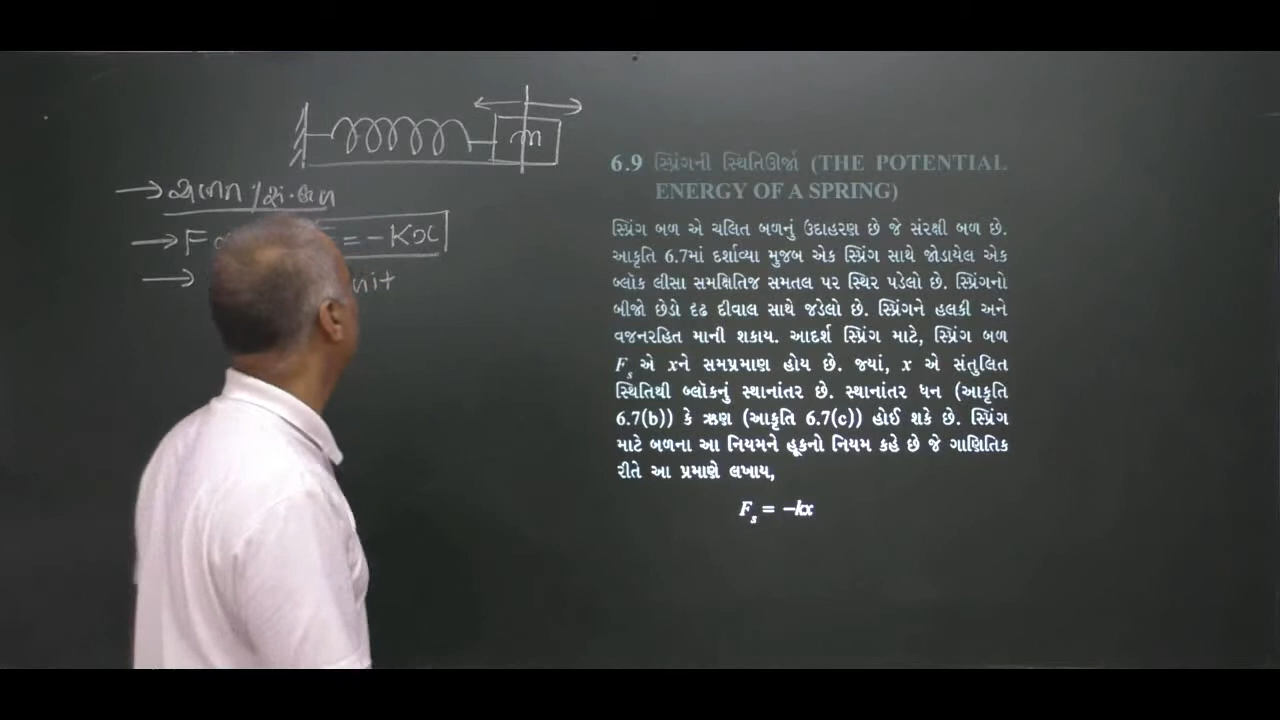 m
→ F F = -Kx
→ unit
6.9 સ્પ્રિંગની સ્થિતિઊર્જા (THE POTENTIAL
ENERGY OF A SPRING)
સ્પ્રિંગ બળ એ ચલિત બળનું ઉદાહરણ છે જે સંરક્ષી બળ છે.
આકૃતિ 6.7માં દર્શાવ્યા મુજબ એક સ્પ્રિંગ સાથે જોડાયેલ એક
બ્લૉક લીસા સમક્ષિતિજ સમતલ પર સ્થિર પડેલો છે. સ્પ્રિંગનો
બીજો છેડો દૃઢ દીવાલ સાથે જડેલો છે. સ્પ્રિંગને હલકી અને
વજનરહિત માની શકાય. આદર્શ સ્પ્રિંગ માટે, સ્પ્રિંગ બળ
Fs એ xને સમપ્રમાણ હોય છે. જ્યાં, x એ સંતુલિત
સ્થિતિથી બ્લૉકનું સ્થાનાંતર છે. સ્થાનાંતર ધન (આકૃતિ
6.7(b)) કે ઋણ (આકૃતિ 6.7(c)) હોઈ શકે છે. સ્પ્રિંગ
માટે બળના આ નિયમને હૂકનો નિયમ કહે છે જે ગાણિતિક
રીતે આ પ્રમાણે લખાય,
Fs = −kx